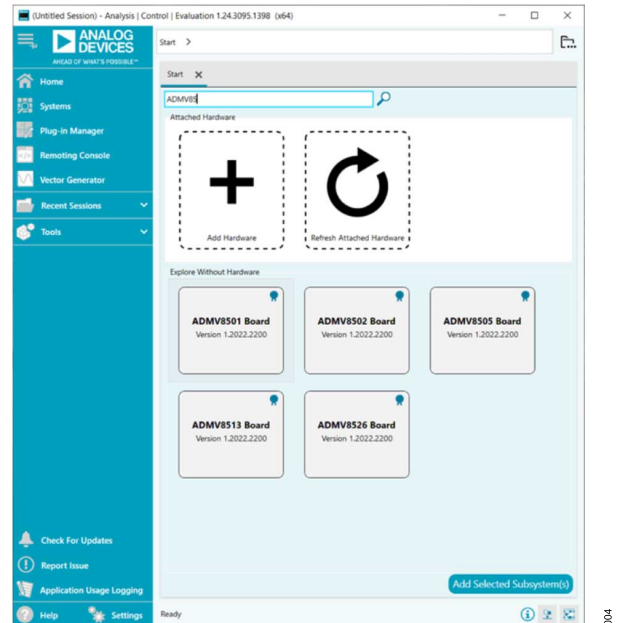 (Untitled Session) - Analysis | Control | Evaluation 1.24.3095.1398 (x64)
ANALOG
DEVICES
AHEAD OF WHAT'S POSSIBLE™
Home
Systems
Plug-in Manager
Remoting Console
Vector Generator
Recent Sessions
Tools
Check For Updates
Report Issue
Application Usage Logging
Help
Settings
Start
Start
ADMV85
Attached Hardware
Add Hardware
Refresh Attached Hardware
Explore Without Hardware
ADMV8501 Board
Version 1.2022.2200
ADMV8502 Board
Version 1.2022.2200
ADMV8505 Board
Version 1.2022.2200
ADMV8513 Board
Version 1.2022.2200
ADMV8526 Board
Version 1.2022.2200
Add Selected Subsystem(s)
Ready